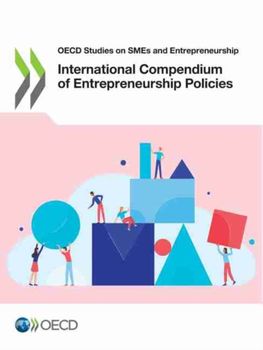 OECD Studies on SMEs and Entrepreneurship
International Compendium
of Entrepreneurship Policies
OECD